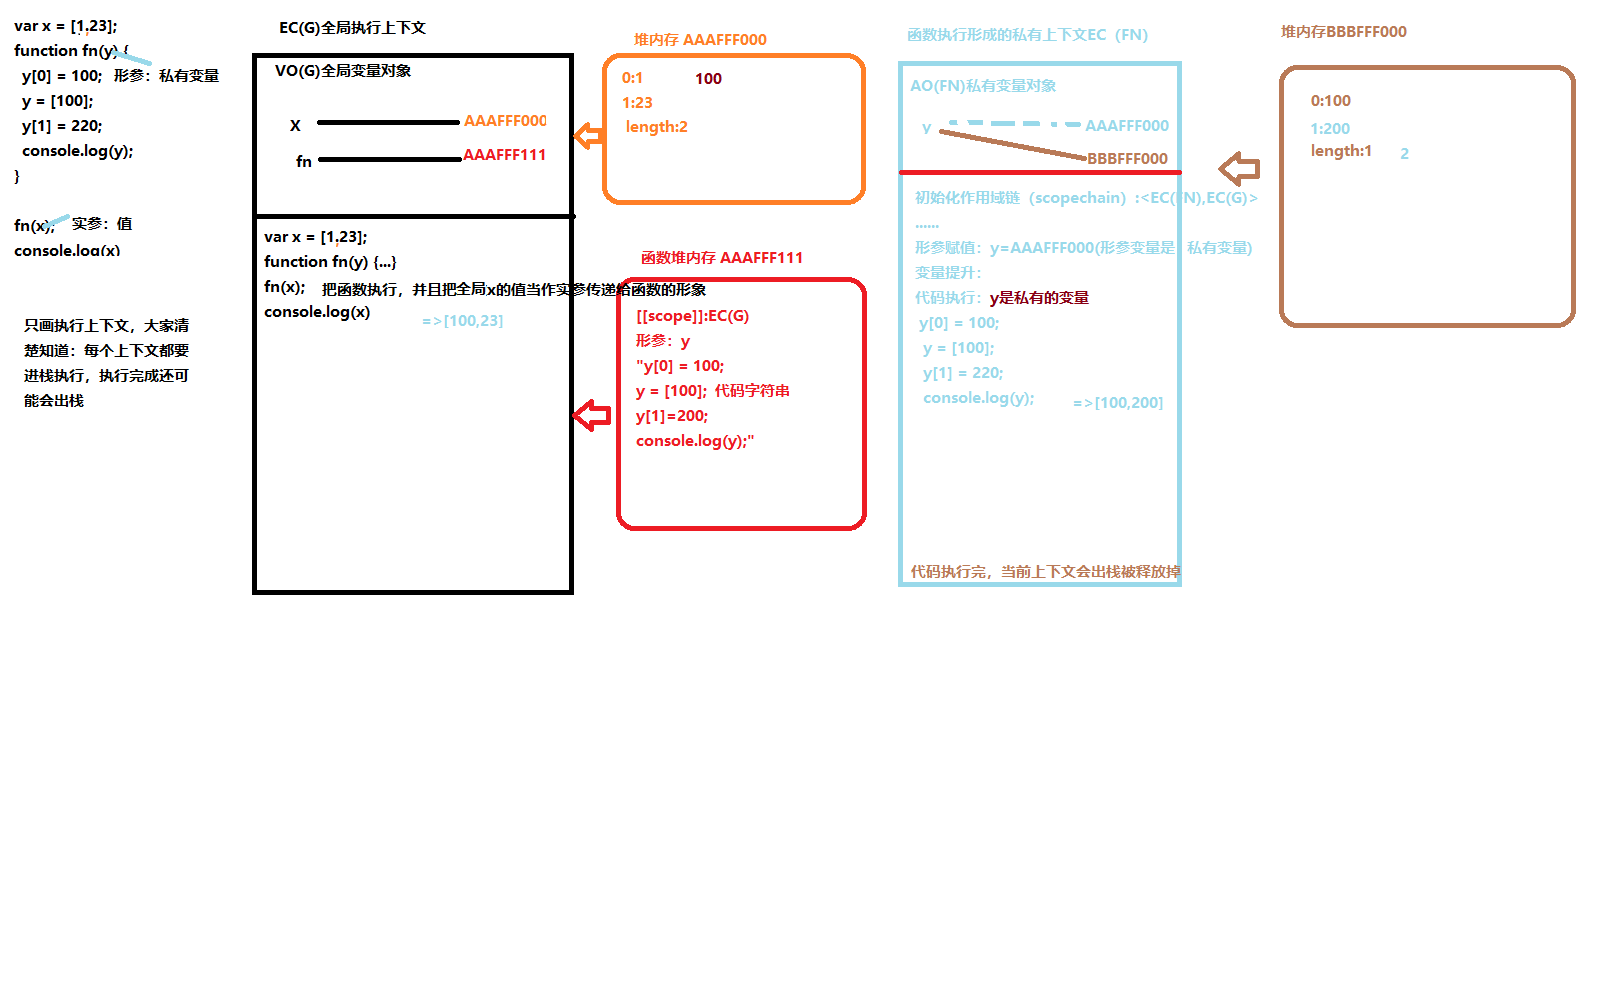 var x = [1,23];
function fn(y) {
y[0] = 100; 形参：私有变量
y = [100];
y[1] = 220;
console.log(y);
}
fn(x); 实参：值
console.log(x)
只画执行上下文，大家清
楚知道：每个上下文都要
进栈执行，执行完成还可
能会出栈
EC(G)全局执行上下文
VO(G)全局变量对象
X AAAFFF000
fn AAAFFF111
var x = [1,23];
function fn(y) {...}
fn(x); 把函数执行，并且把全局x的值当作实参传递给函数的形象
console.log(x)
=>[100,23]
堆内存 AAAFFF000
0:1 100
1:23
length:2
函数堆内存 AAAFFF111
[[scope]]:EC(G)
形参：y
"y[0] = 100;
y = [100]; 代码字符串
y[1]=200;
console.log(y);"
函数执行形成的私有上下文EC（FN）
AO(FN)私有变量对象
y AAAFFF000
BBBFFF000
初始化作用域链（scopechain）:<EC(FN),EC(G)>
......
形参赋值：y=AAAFFF000(形参变量是 私有变量)
变量提升：
代码执行：y是私有的变量
y[0] = 100;
y = [100];
y[1] = 220;
console.log(y); =>[100,200]
代码执行完，当前上下文会出栈被释放掉
堆内存BBBFFF000
0:100
1:200
length:1 2